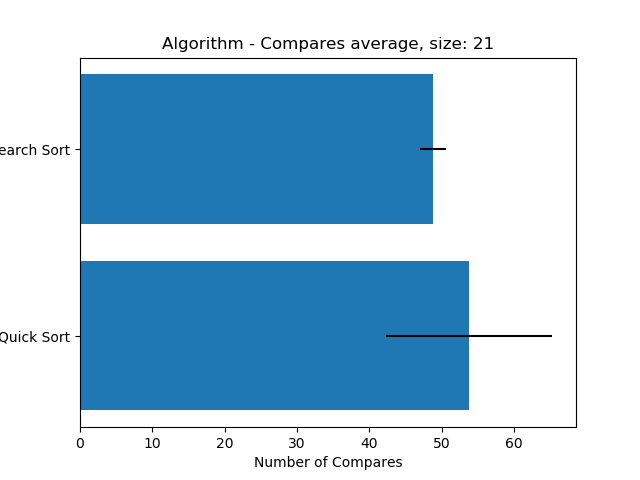 Algorithm - Compares average, size: 21
earch Sort
Quick Sort
0 10 20 30 40 50 60
Number of Compares